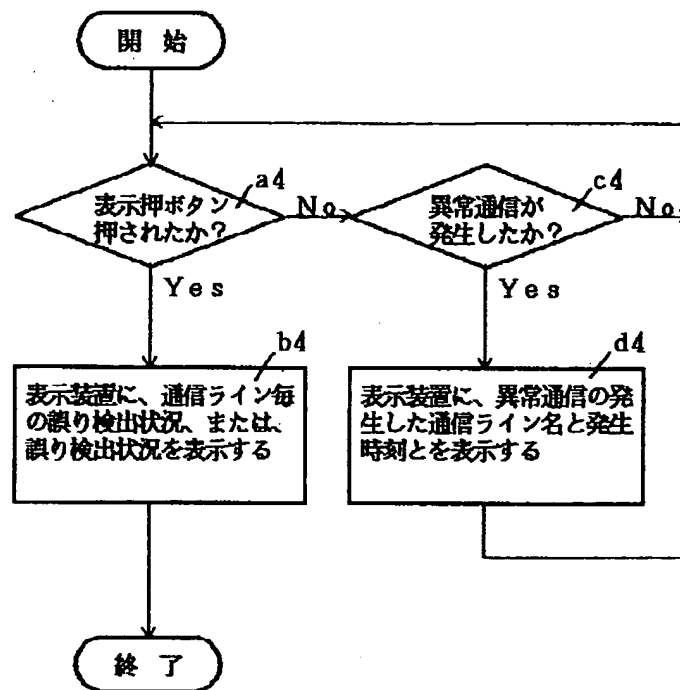 開 始
a4
表示押ボタン
押されたか?
No
c4
異常通信が
発生したか?
No
Yes
Yes
b4
表示装置に、通信ライン毎
の誤り検出状況、または、
誤り検出状況を表示する
d4
表示装置に、異常通信の発
生した通信ライン名と発生
時刻とを表示する
終 了